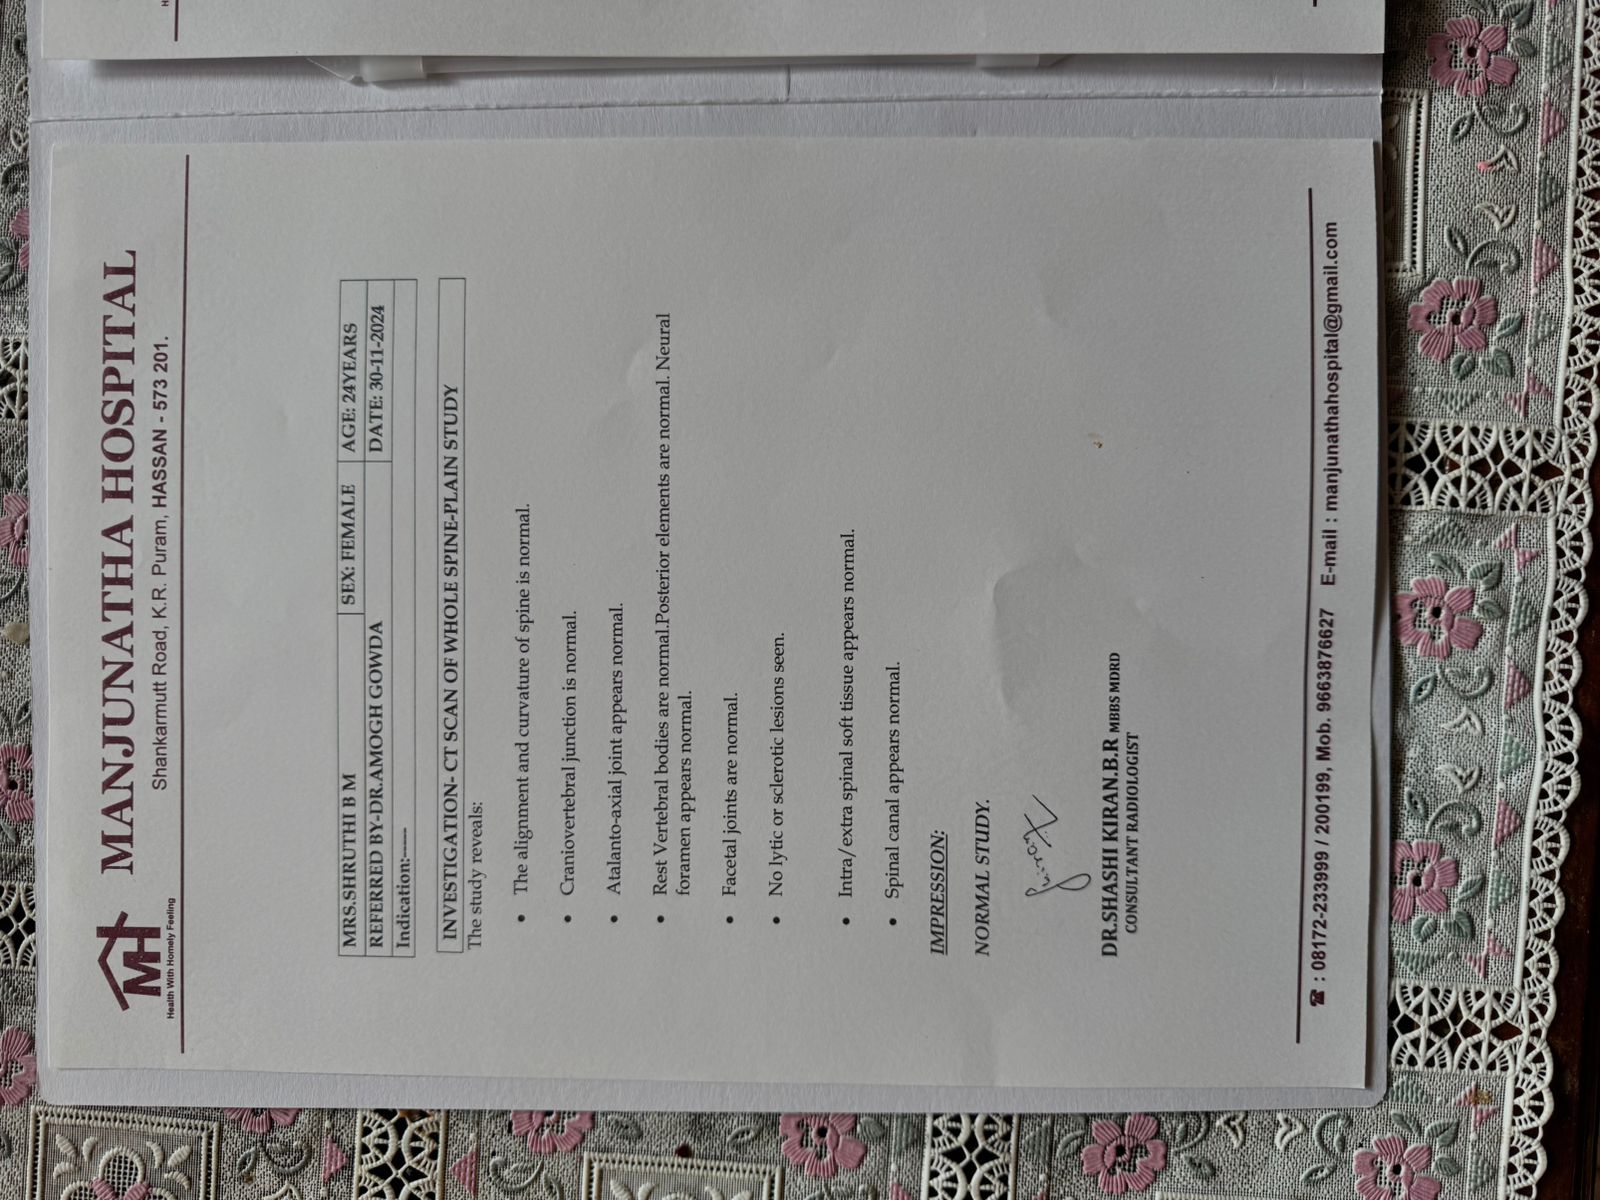 MH
Health With Homely Feeling
MANJUNATHA HOSPITAL
Shankarmutt Road, K.R. Puram, HASSAN - 573 201.
MRS.SHRUTHI B M SEX: FEMALE AGE: 24YEARS
REFERRED BY-DR.AMOGH GOWDA DATE: 30-11-2024
Indication:-----
INVESTIGATION- CT SCAN OF WHOLE SPINE-PLAIN STUDY
The study reveals:
• The alignment and curvature of spine is normal.
• Craniovertebral junction is normal.
• Atalanto-axial joint appears normal.
• Rest Vertebral bodies are normal.Posterior elements are normal. Neural
foramen appears normal.
• Facetal joints are normal.
• No lytic or sclerotic lesions seen.
• Intra/extra spinal soft tissue appears normal.
• Spinal canal appears normal.
IMPRESSION:
NORMAL STUDY.
DR.SHASHI KIRAN.B.R MBBS MDRD
CONSULTANT RADIOLOGIST
☎ : 08172-233999 / 200199, Mob. 9663876627 E-mail : manjunathahospital@gmail.com